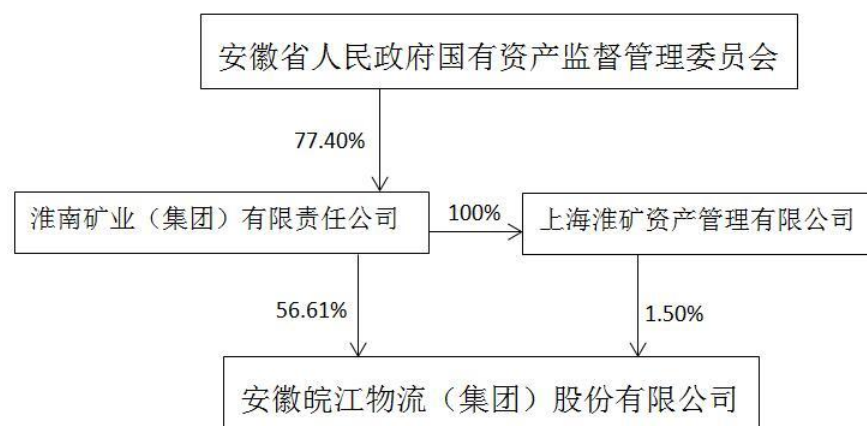 安徽省人民政府国有资产监督管理委员会
77.40%
淮南矿业（集团）有限责任公司
100%
上海淮矿资产管理有限公司
56.61%
1.50%
安徽皖江物流（集团）股份有限公司